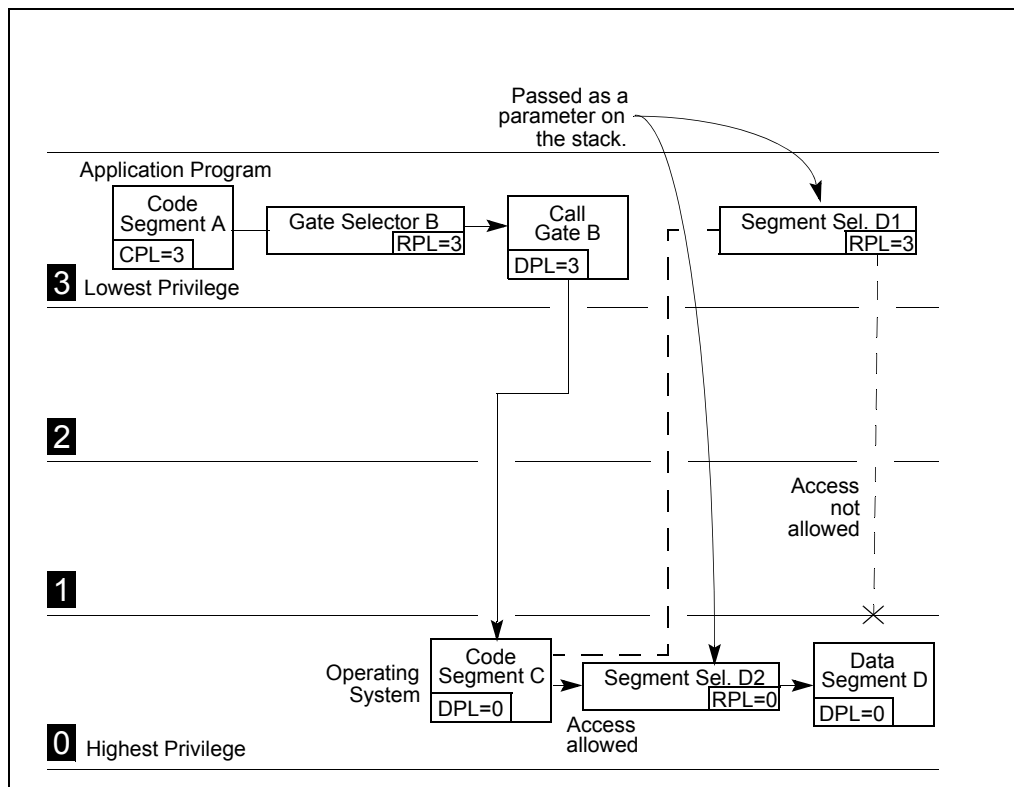 Passed as a
parameter on
the stack.
Application Program
Code
Segment A
CPL=3
Gate Selector B
RPL=3
Call
Gate B
DPL=3
Segment Sel. D1
RPL=3
3 Lowest Privilege
2
Access
not
allowed
1
Operating
System
Code
Segment C
DPL=0
Segment Sel. D2
RPL=0
Access
allowed
Data
Segment D
DPL=0
0 Highest Privilege